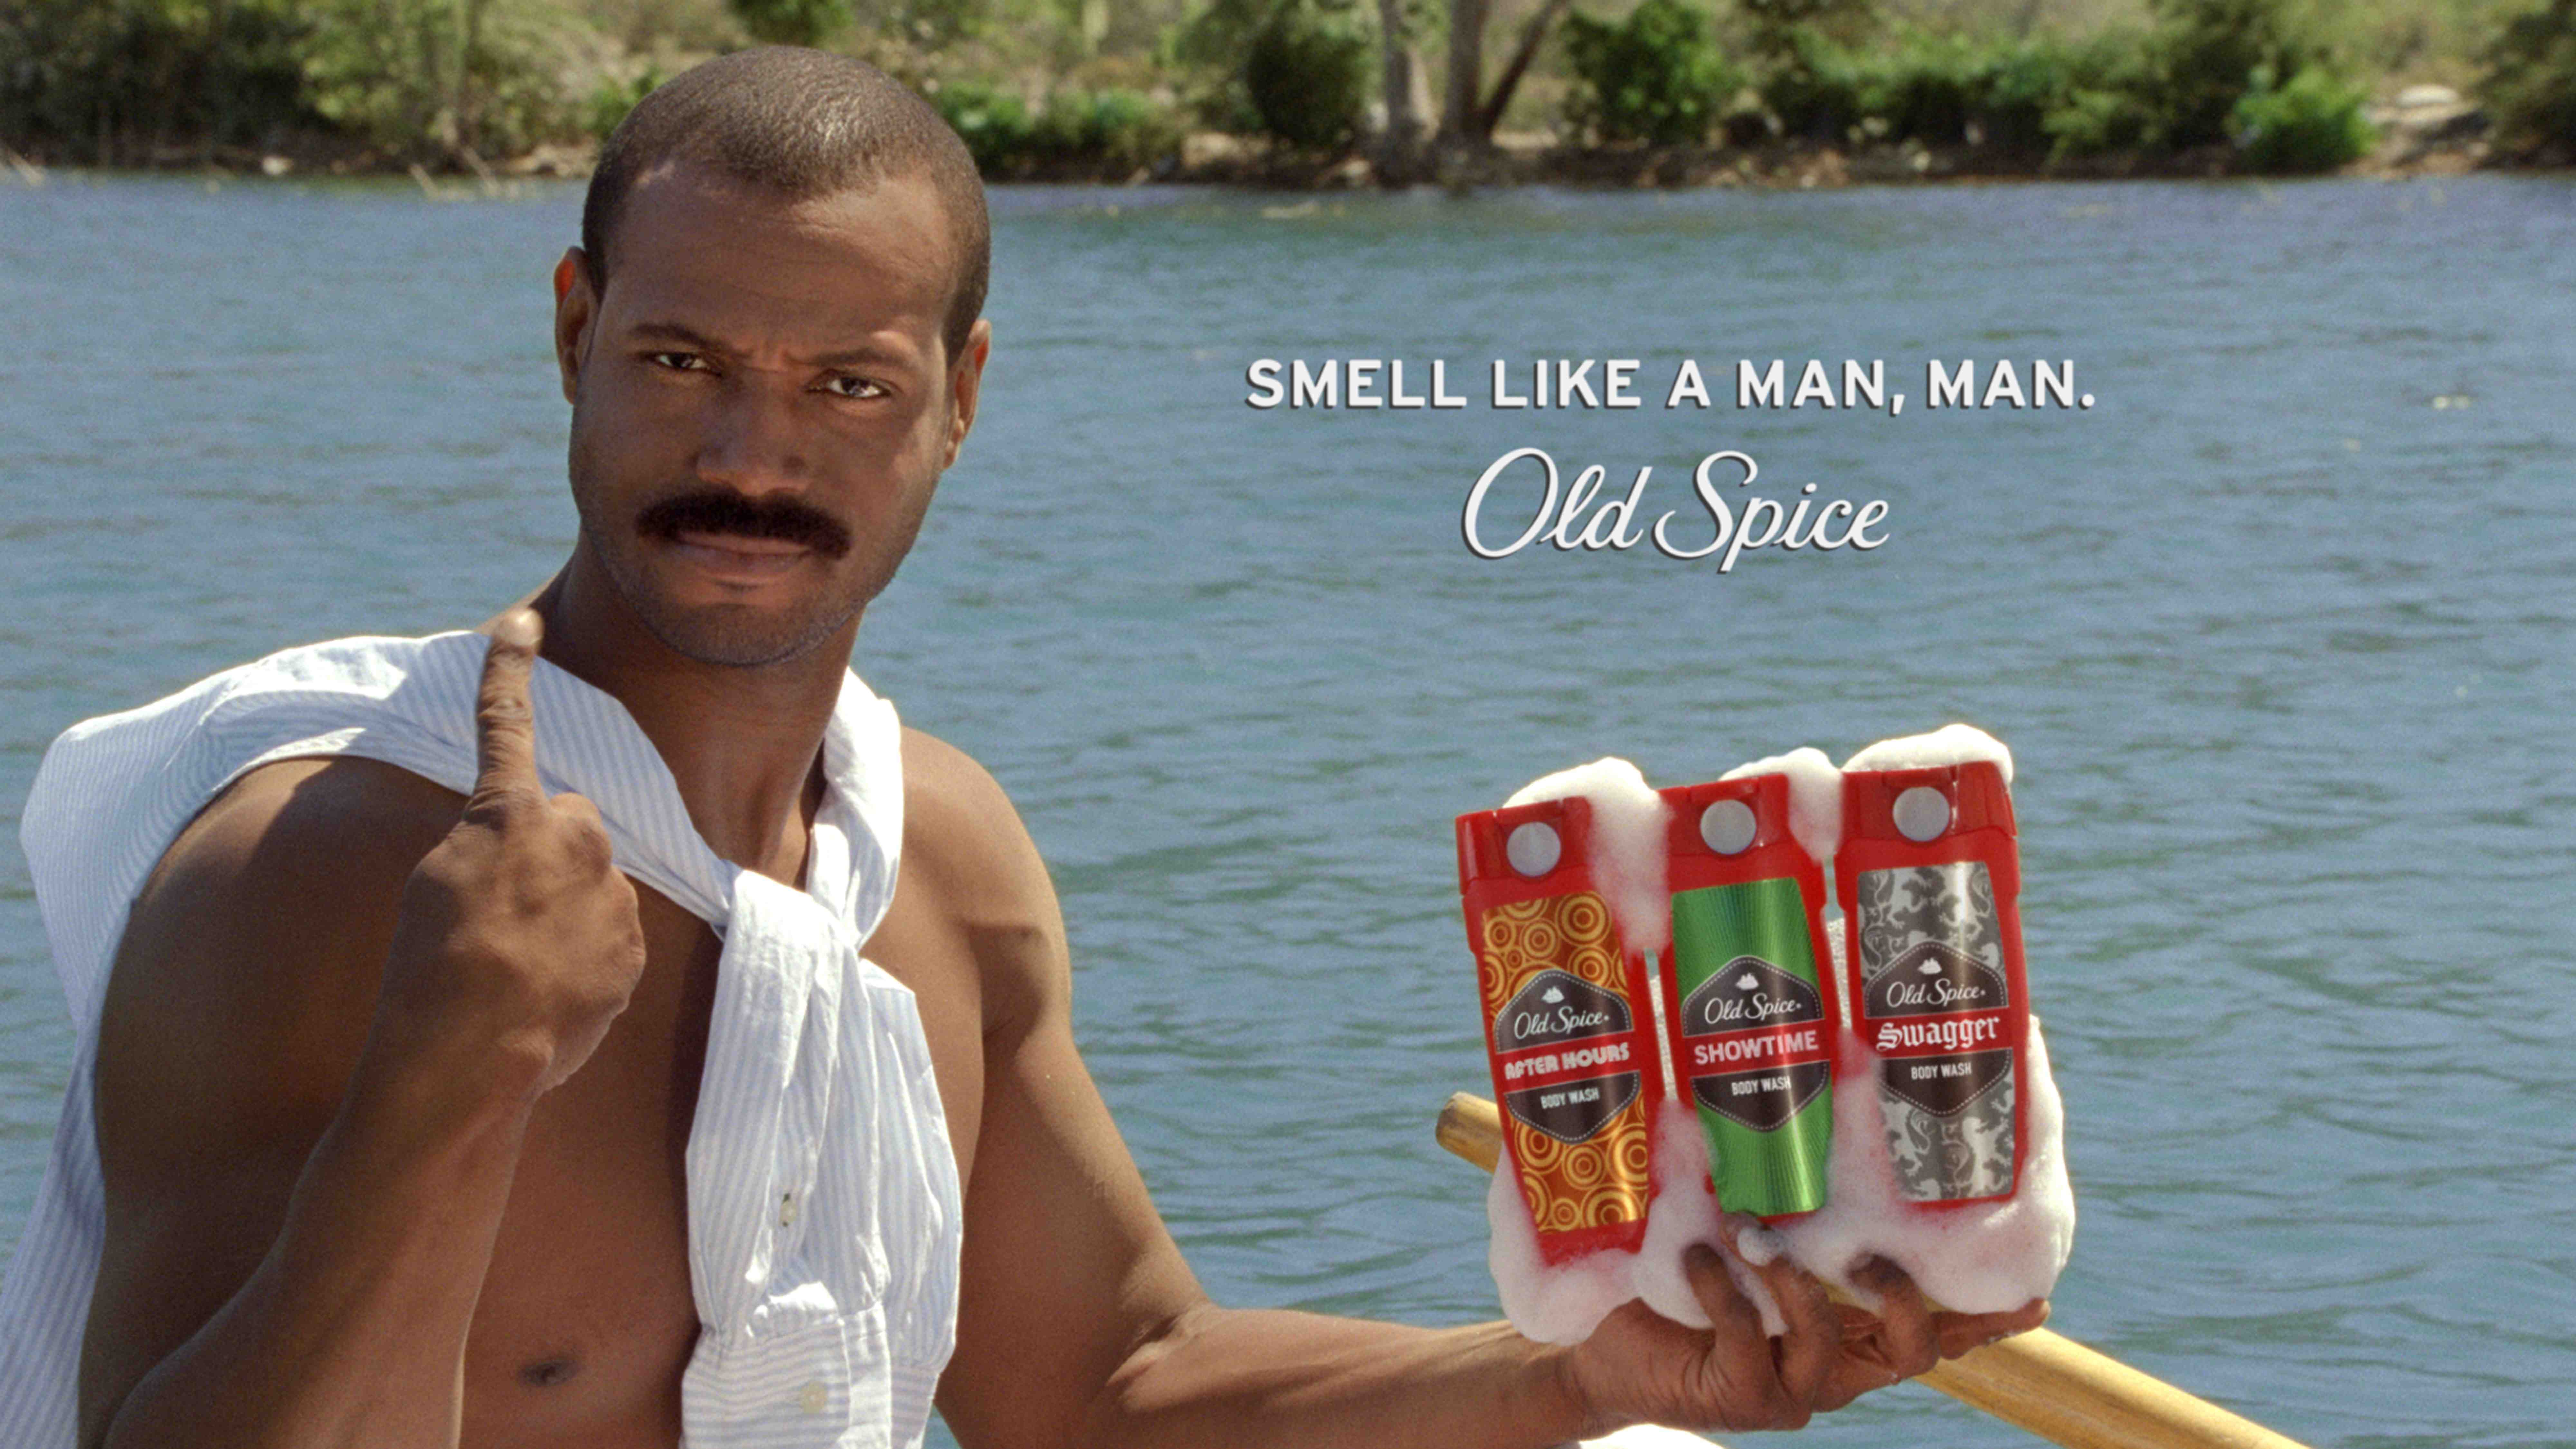 SMELL LIKE A MAN, MAN.
Old Spice
Old Spice
AFTER HOURS
BODY WASH
Old Spice
SHOWTIME
BODY WASH
Old Spice
Swagger
BODY WASH